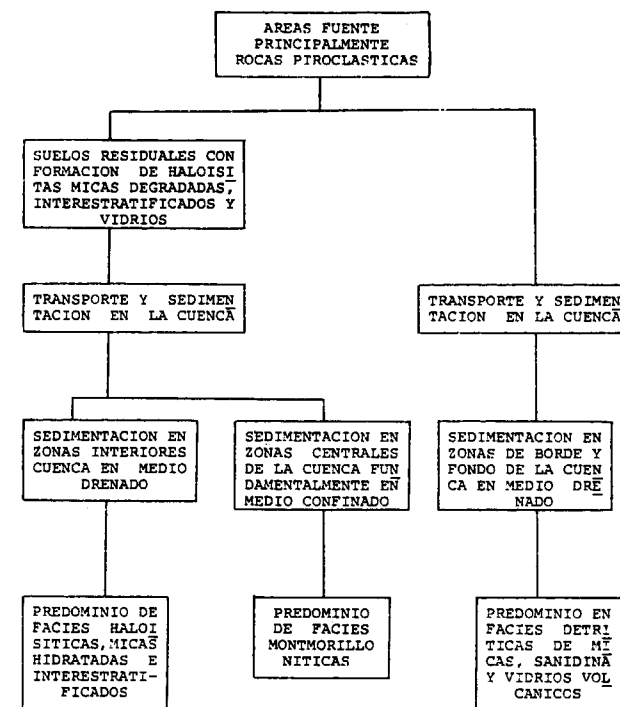 AREAS FUENTE
PRINCIPALMENTE
ROCAS PIROCLASTICAS
SUELOS RESIDUALES CON
FORMACION DE HALOISI
TAS MICAS DEGRADADAS,
INTERESTRATIFICADOS Y
VIDRIOS
TRANSPORTE Y SEDIMEN
TACION EN LA CUENCA
TRANSPORTE Y SEDIMEN
TACION EN LA CUENCA
SEDIMENTACION EN
ZONAS INTERIORES
CUENCA EN MEDIO
DRENADO
SEDIMENTACION EN
ZONAS CENTRALES
DE LA CUENCA FUN
DAMENTALMENTE EN
MEDIO CONFINADO
SEDIMENTACION EN
ZONAS DE BORDE Y
FONDO DE LA CUEN
CA EN MEDIO DRE
NADO
PREDOMINIO DE
FACIES HALOI
SITICAS, MICAS
HIDRATADAS E
INTERESTRATI-
FICADOS
PREDOMINIO
DE FACIES
MONTMORILLO
NITICAS
PREDOMINIO EN
FACIES DETRI
TICAS DE MI
CAS, SANIDINA
Y VIDRIOS VOL
CANICOS